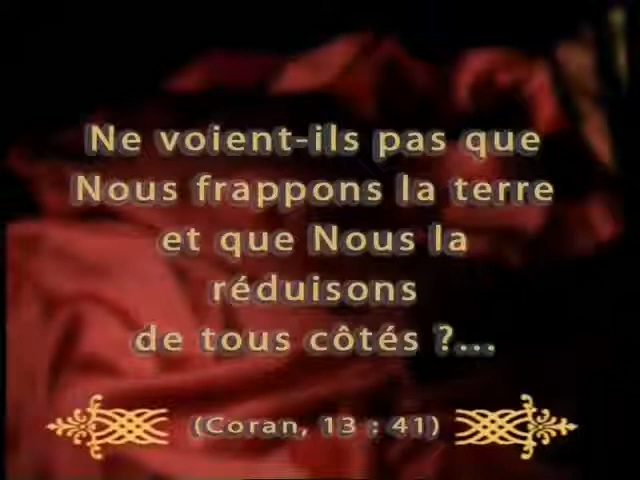 Ne voient-ils pas que
Nous frappons la terre
et que Nous la
réduisons
de tous côtés ?...
(Coran, 13 : 41)